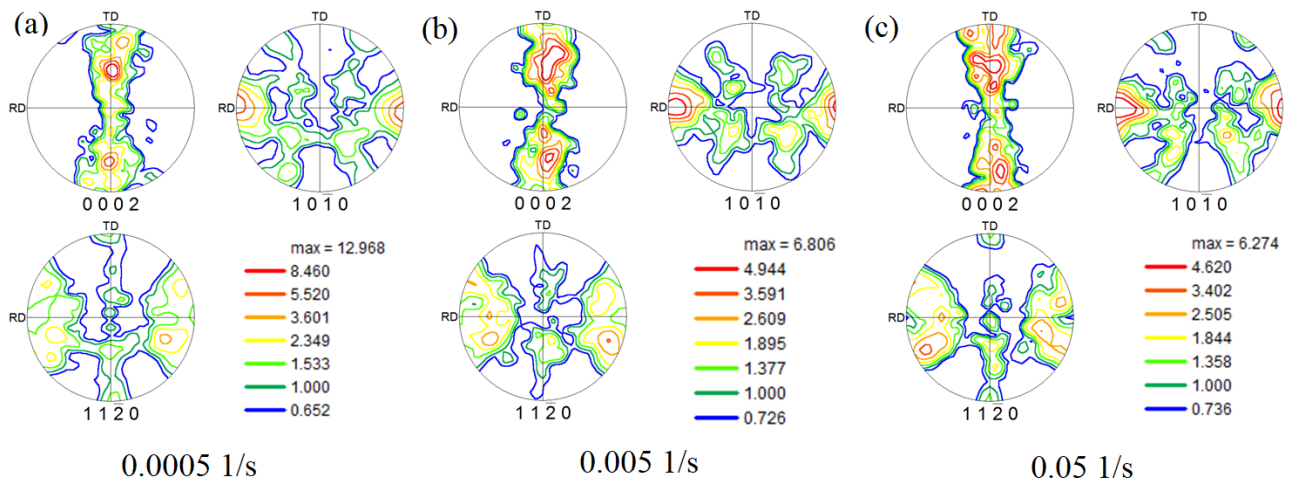 (a)
TD
RD
0 0 0 2
TD
RD
1 0 1̅ 0
TD
RD
1 1 2̅ 0
max = 12.968
8.460
5.520
3.601
2.349
1.533
1.000
0.652
0.0005 1/s
(b)
TD
RD
0 0 0 2
TD
RD
1 0 1̅ 0
TD
RD
1 1 2̅ 0
max = 6.806
4.944
3.591
2.609
1.895
1.377
1.000
0.726
0.005 1/s
(c)
TD
RD
0 0 0 2
TD
RD
1 0 1̅ 0
TD
RD
1 1 2̅ 0
max = 6.274
4.620
3.402
2.505
1.844
1.358
1.000
0.736
0.05 1/s